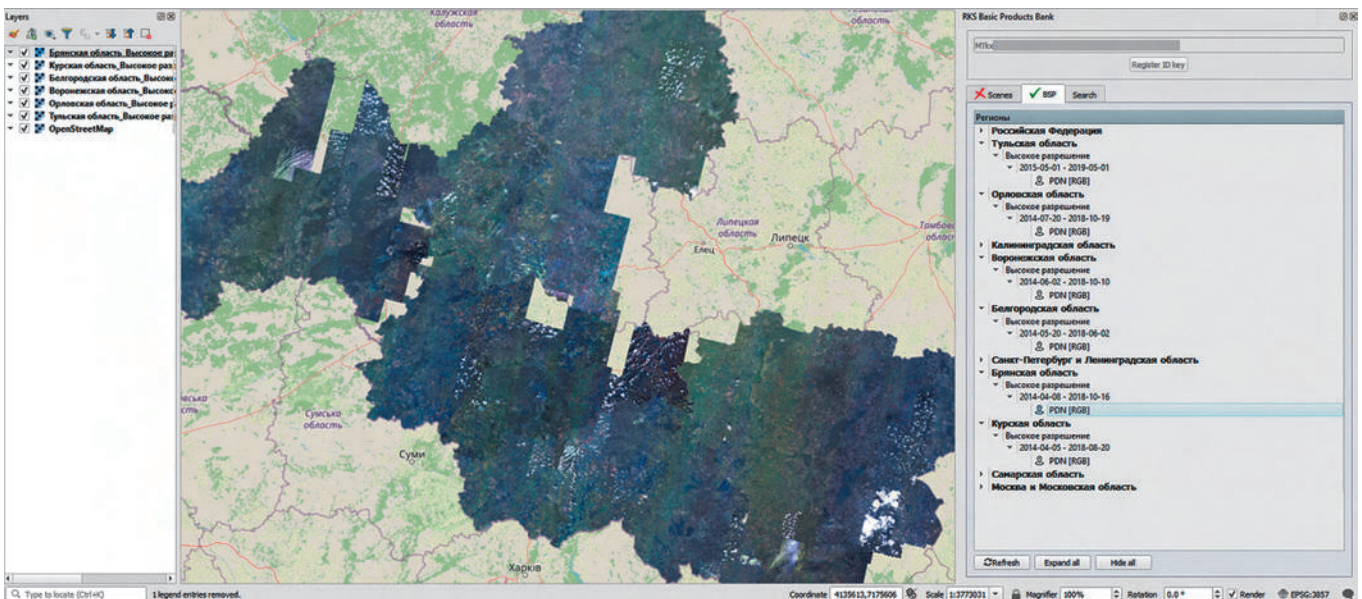 Layers
Брянская область_Высокое ра
Курская область_Высокое раз
Белгородская область_Высок
Воронежская область_Высоко
Орловская область_Высокое
Тульская область_Высокое ра
OpenStreetMap
Калужская
область
Липецкая
область
Липецк
Елец
Тамбовс
област
Сумська
область
Суми
Харків
RKS Basic Products Bank
Register ID key
Scenes
BSP
Search
Регионы
Российская Федерация
Тульская область
Высокое разрешение
2015-05-01 - 2019-05-01
PDN [RGB]
Орловская область
Высокое разрешение
2014-07-20 - 2018-10-19
PDN [RGB]
Калининградская область
Воронежская область
Высокое разрешение
2014-06-02 - 2018-10-10
PDN [RGB]
Белгородская область
Высокое разрешение
2014-05-20 - 2018-06-02
PDN [RGB]
Санкт-Петербург и Ленинградская область
Брянская область
Высокое разрешение
2014-04-08 - 2018-10-16
PDN [RGB]
Курская область
Высокое разрешение
2014-04-05 - 2018-08-20
PDN [RGB]
Самарская область
Москва и Московская область
Refresh
Expand all
Hide all
Type to locate (Ctrl+K)
1 legend entries removed.
Coordinate 4135613,7175606
Scale 1:3773031
Magnifier 100%
Rotation 0.0 °
Render
EPSG:3857